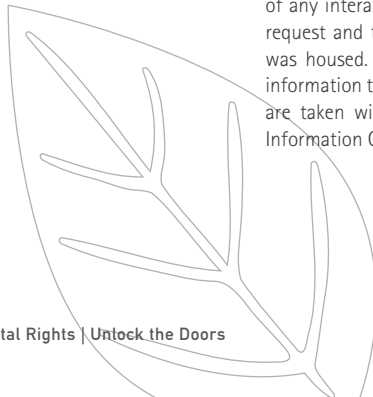 of any intera
request and
was housed.
information t
are taken wi
Information
tal Rights | Unlock the Doors